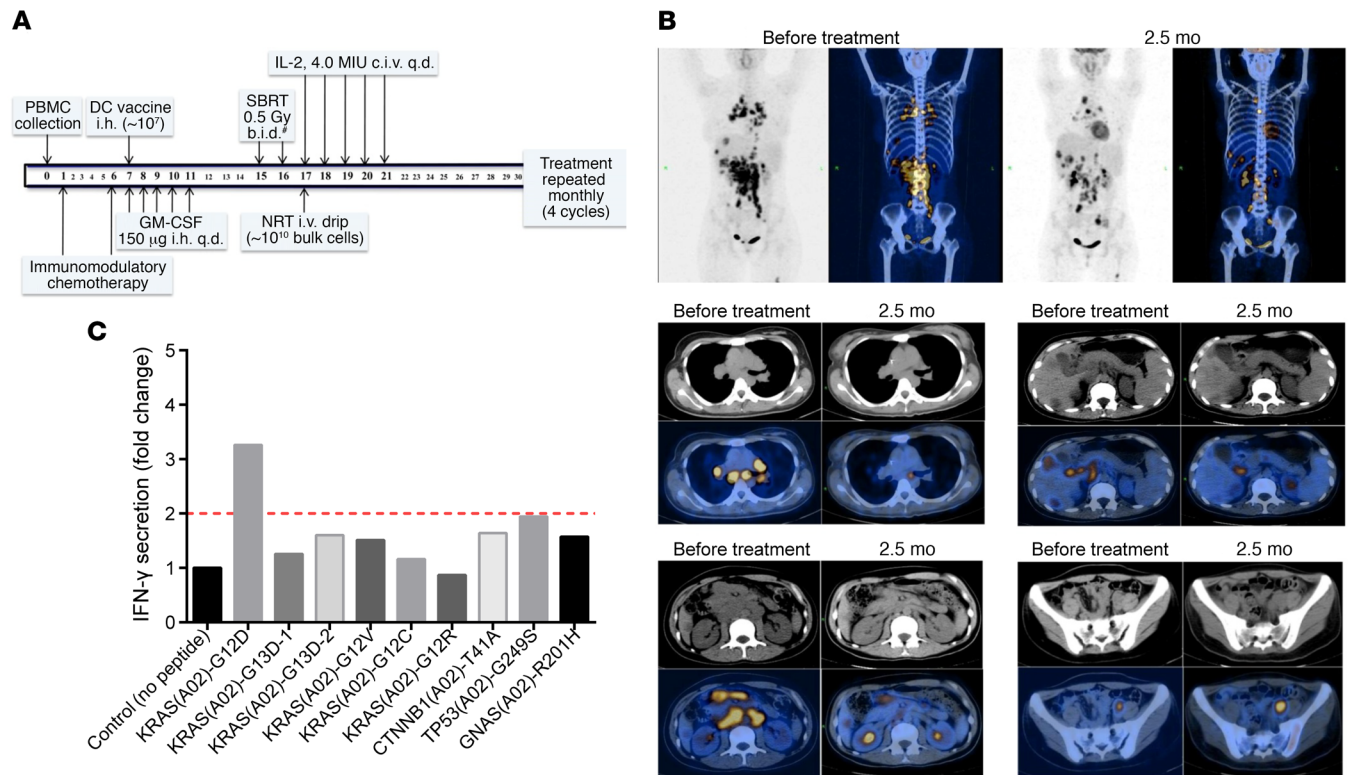 A
IL-2, 4.0 MIU c.i.v. q.d.
PBMC
collection
DC vaccine
i.h. (~10⁷)
SBRT
0.5 Gy
b.i.d.#
0 1 2 3 4 5 6 7 8 9 10 11 12 13 14 15 16 17 18 19 20 21 22 23 24 25 26 27 28 29 30
Treatment
repeated
monthly
(4 cycles)
GM-CSF
150 μg i.h. q.d.
NRT i.v. drip
(~10¹⁰ bulk cells)
Immunomodulatory
chemotherapy
B
Before treatment
2.5 mo
Before treatment
2.5 mo
Before treatment
2.5 mo
Before treatment
2.5 mo
Before treatment
2.5 mo
C
IFN-γ secretion (fold change)
5
4
3
2
1
0
Control (no peptide)
KRAS(A02)-G12D
KRAS(A02)-G13D-1
KRAS(A02)-G13D-2
KRAS(A02)-G12V
KRAS(A02)-G12C
KRAS(A02)-G12R
CTNNB1(A02)-T41A
TP53(A02)-G249S
GNAS(A02)-R201H